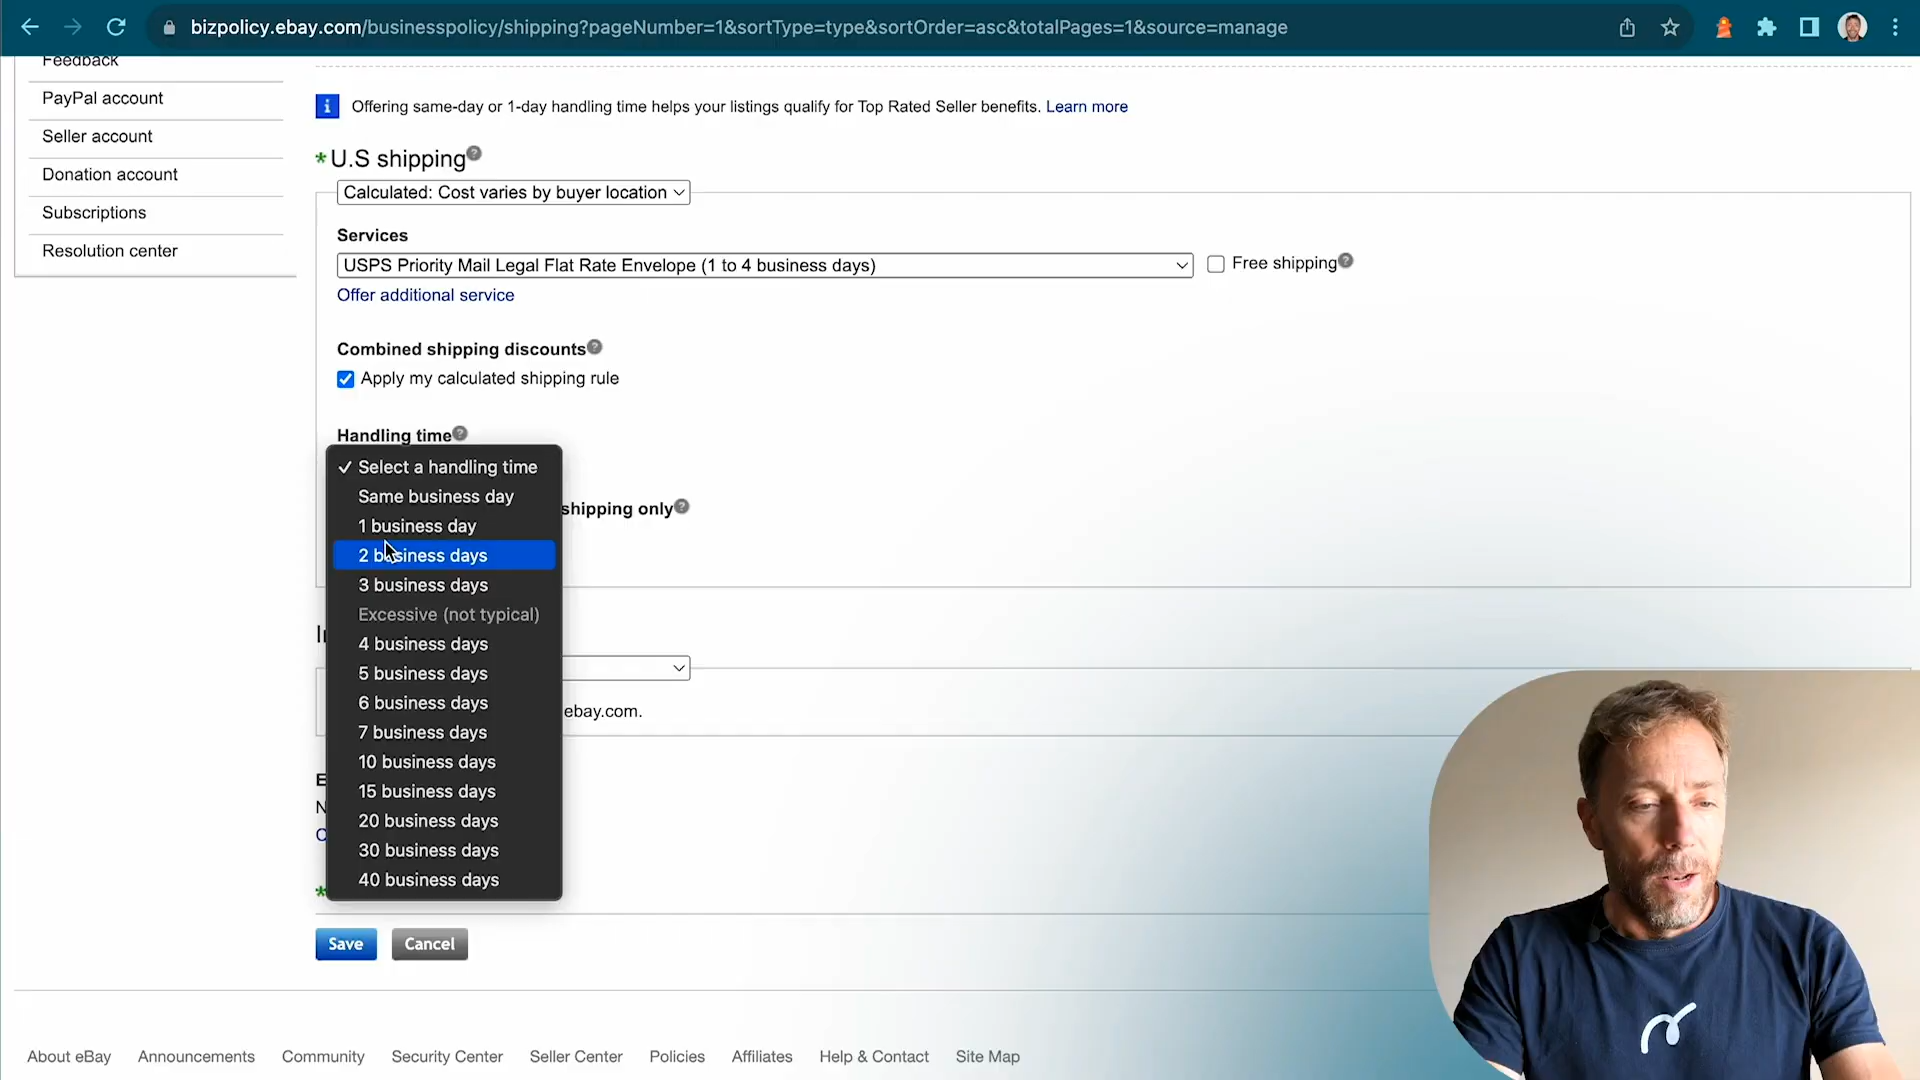 bizpolicy.ebay.com/businesspolicy/shipping?pageNumber=1&sortType=type&sortOrder=asc&totalPages=1&source=manage
Feedback
PayPal account
Seller account
Donation account
Subscriptions
Resolution center
i Offering same-day or 1-day handling time helps your listings qualify for Top Rated Seller benefits. Learn more
* U.S shipping ?
Calculated: Cost varies by buyer location
Services
USPS Priority Mail Legal Flat Rate Envelope (1 to 4 business days)
Free shipping ?
Offer additional service
Combined shipping discounts ?
Apply my calculated shipping rule
Handling time ?
✓ Select a handling time
Same business day
1 business day
shipping only ?
2 business days
3 business days
Excessive (not typical)
4 business days
5 business days
6 business days
ebay.com.
7 business days
10 business days
15 business days
20 business days
30 business days
40 business days
*
Save
Cancel
About eBay
Announcements
Community
Security Center
Seller Center
Policies
Affiliates
Help & Contact
Site Map